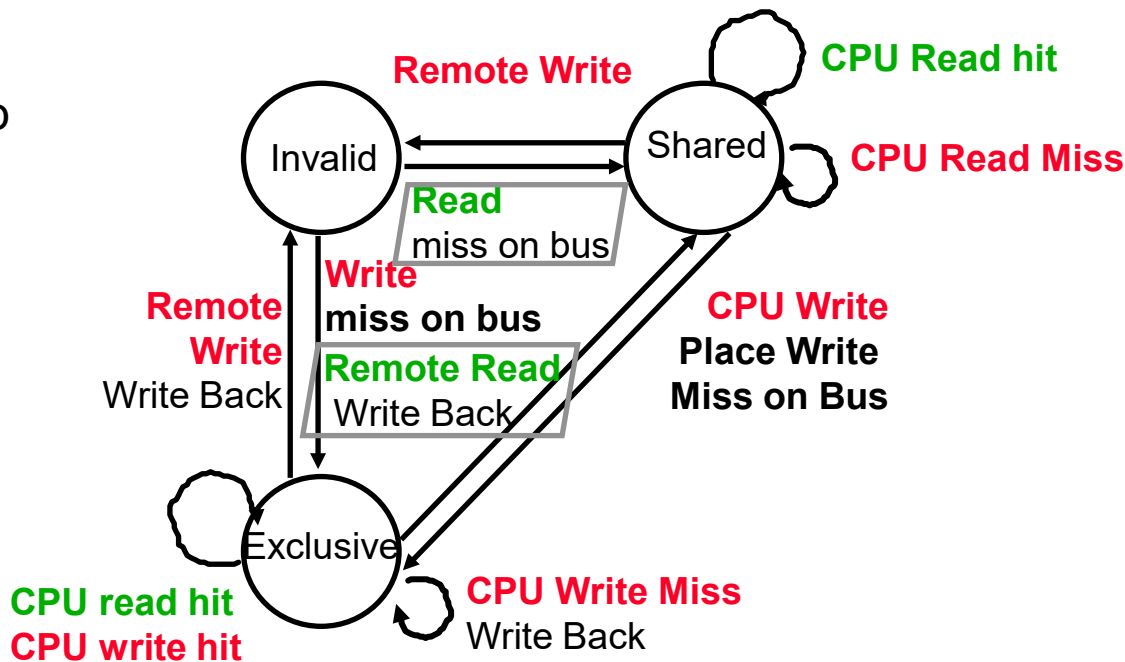 Remote Write
CPU Read hit
Invalid
Shared
CPU Read Miss
Read
miss on bus
Write
miss on bus
Remote
Write
Write Back
Remote Read
Write Back
CPU Write
Place Write
Miss on Bus
Exclusive
CPU read hit
CPU write hit
CPU Write Miss
Write Back